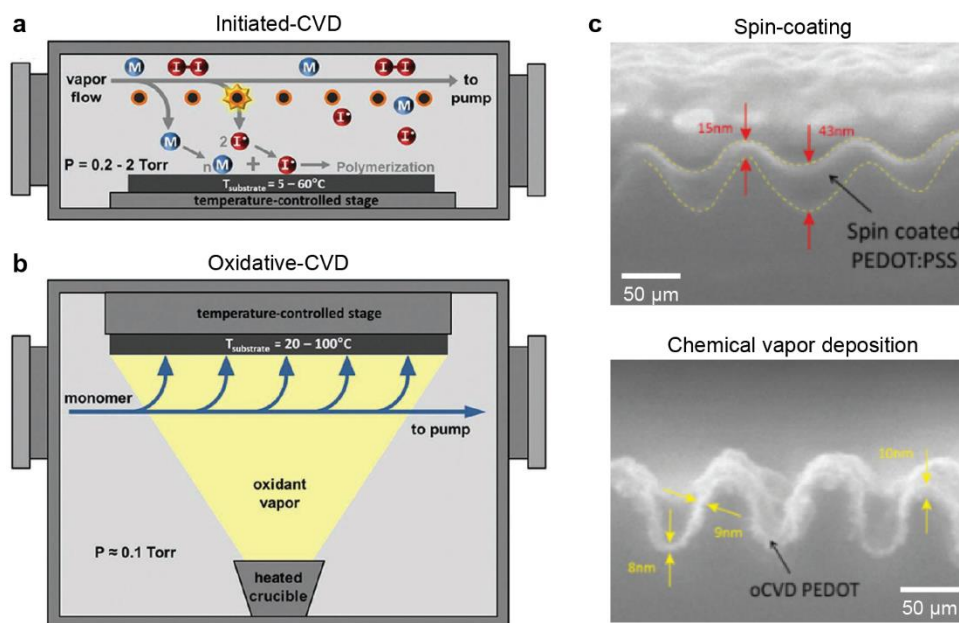 a
Initiated-CVD
M
I
I
M
I
I
vapor
flow
to
pump
M
I•
M
2
I•
I•
P = 0.2 - 2 Torr
n
M
+
I•
Polymerization
T substrate = 5 – 60°C
temperature-controlled stage
b
Oxidative-CVD
temperature-controlled stage
T substrate = 20 – 100°C
monomer
to pump
oxidant
vapor
P ≈ 0.1 Torr
heated
crucible
c
Spin-coating
15nm
43nm
Spin coated
PEDOT:PSS
50 µm
Chemical vapor deposition
10nm
9nm
8nm
oCVD PEDOT
50 µm